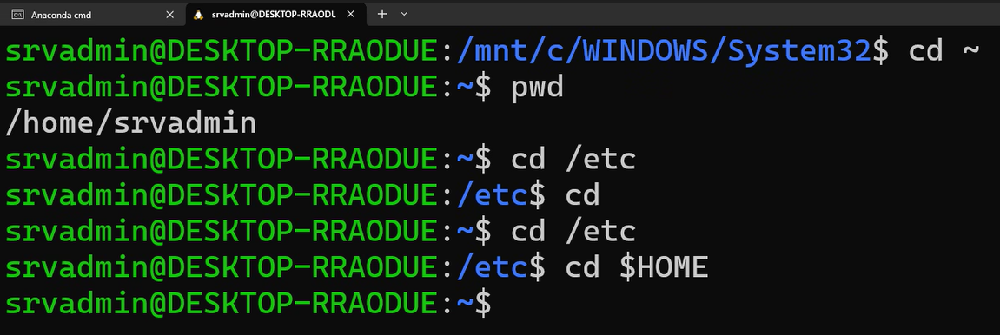 Anaconda cmd
srvadmin@DESKTOP-RRAODU
srvadmin@DESKTOP-RRAODUE:/mnt/c/WINDOWS/System32$ cd ~
srvadmin@DESKTOP-RRAODUE:~$ pwd
/home/srvadmin
srvadmin@DESKTOP-RRAODUE:~$ cd /etc
srvadmin@DESKTOP-RRAODUE:/etc$ cd
srvadmin@DESKTOP-RRAODUE:~$ cd /etc
srvadmin@DESKTOP-RRAODUE:/etc$ cd $HOME
srvadmin@DESKTOP-RRAODUE:~$